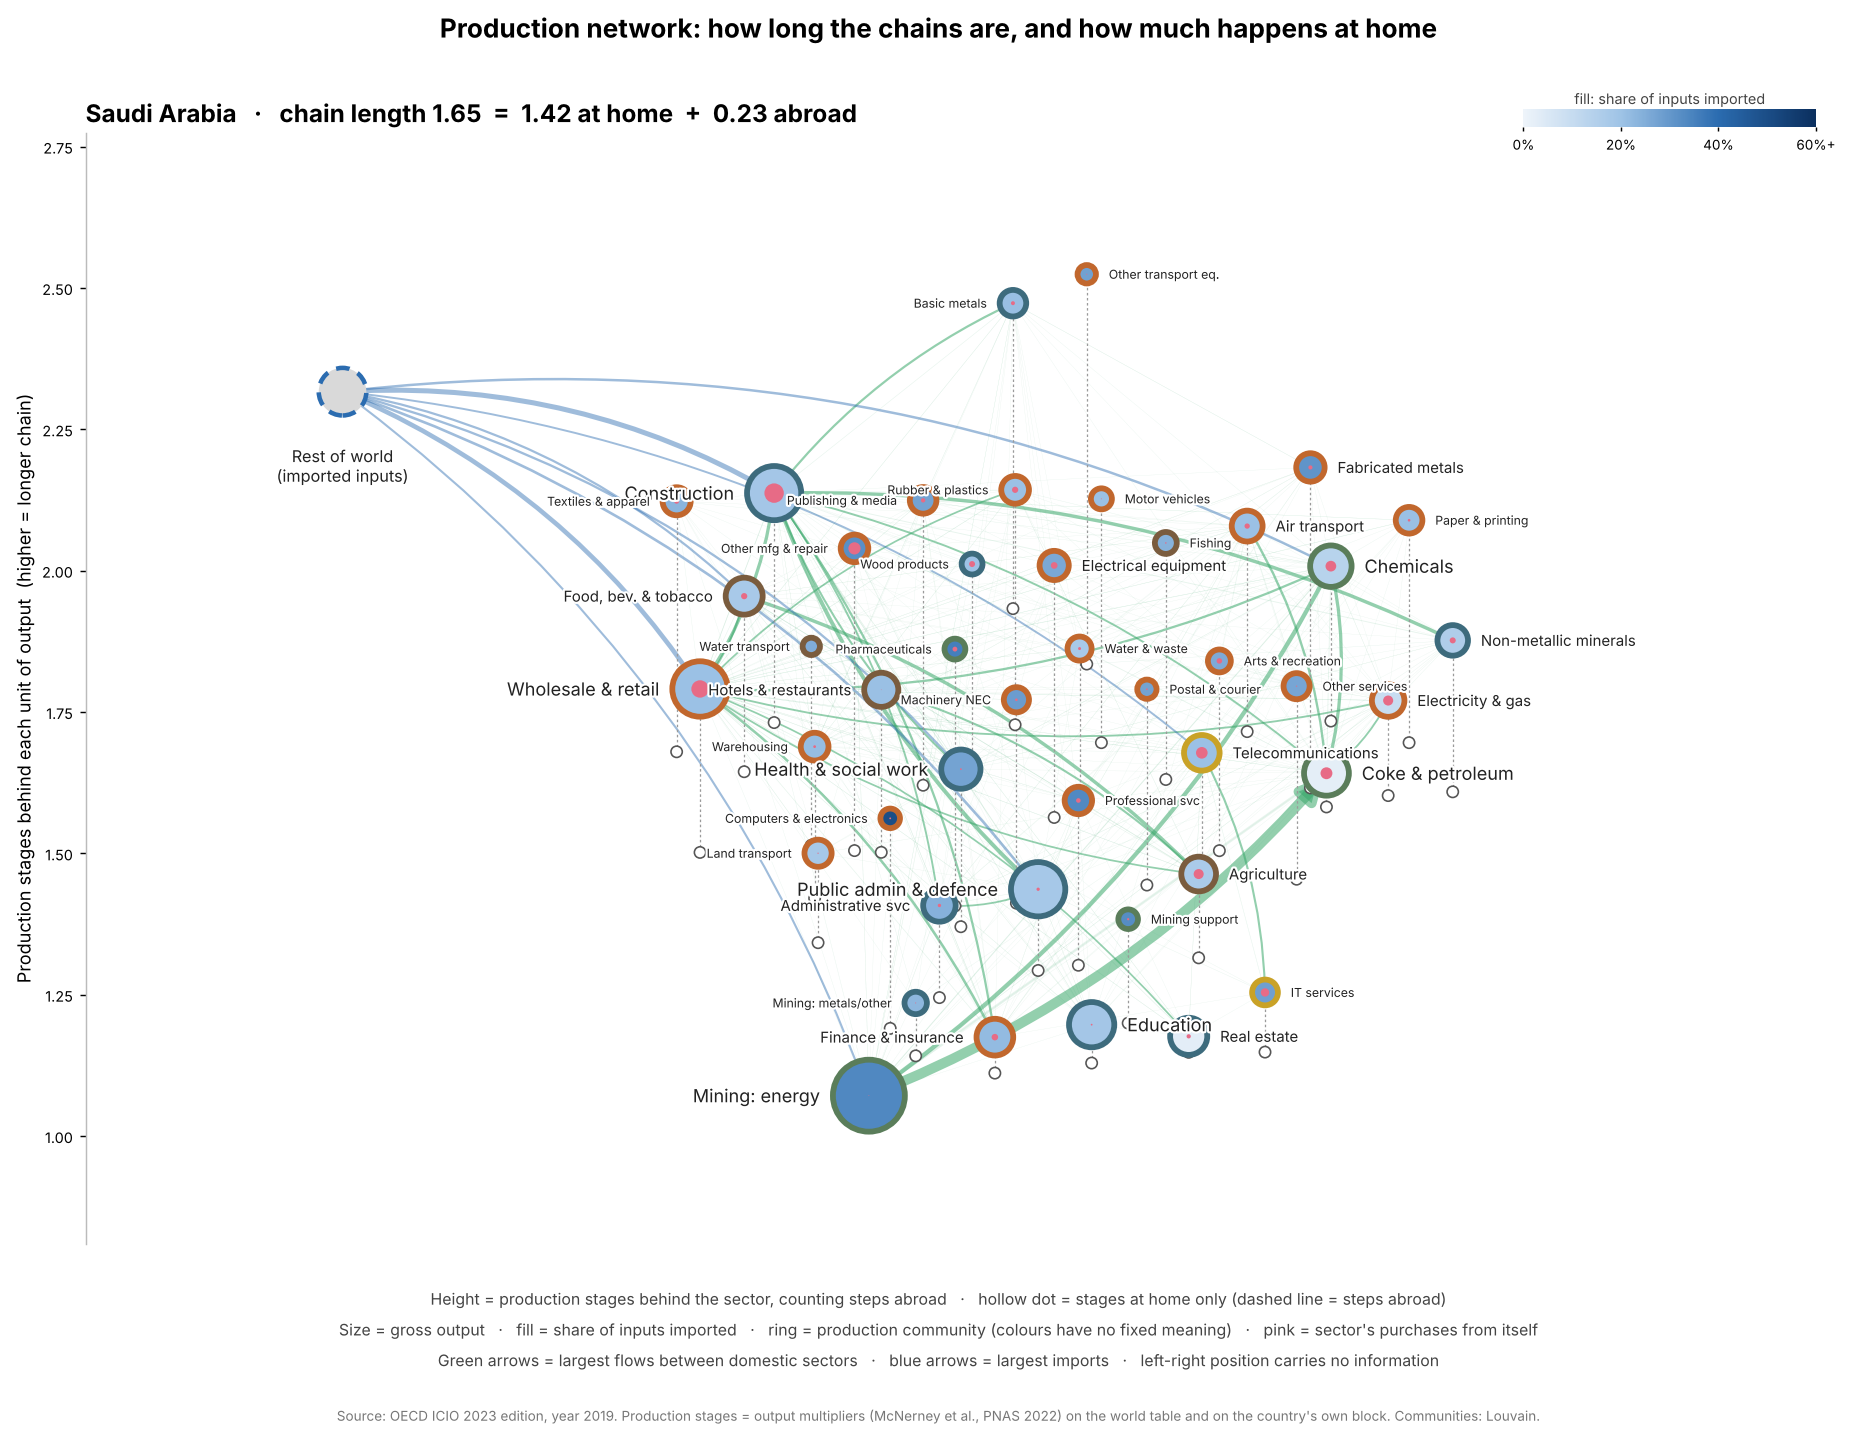 Production network: how long the chains are, and how much happens at home
Saudi Arabia · chain length 1.65 = 1.42 at home + 0.23 abroad
fill: share of inputs imported
0% 20% 40% 60%+
Production stages behind each unit of output (higher = longer chain)
2.75
2.50
2.25
2.00
1.75
1.50
1.25
1.00
Other transport eq.
Basic metals
Rest of world
(imported inputs)
Fabricated metals
Construction
Textiles & apparel
Publishing & media
Rubber & plastics
Motor vehicles
Air transport
Paper & printing
Other mfg & repair
Wood products
Electrical equipment
Fishing
Chemicals
Food, bev. & tobacco
Water transport
Pharmaceuticals
Water & waste
Non-metallic minerals
Arts & recreation
Wholesale & retail
Hotels & restaurants
Machinery NEC
Postal & courier
Other services
Electricity & gas
Warehousing
Health & social work
Telecommunications
Coke & petroleum
Professional svc
Computers & electronics
Land transport
Public admin & defence
Administrative svc
Agriculture
Mining support
Mining: metals/other
IT services
Finance & insurance
Education
Real estate
Mining: energy
Height = production stages behind the sector, counting steps abroad · hollow dot = stages at home only (dashed line = steps abroad)
Size = gross output · fill = share of inputs imported · ring = production community (colours have no fixed meaning) · pink = sector's purchases from itself
Green arrows = largest flows between domestic sectors · blue arrows = largest imports · left-right position carries no information
Source: OECD ICIO 2023 edition, year 2019. Production stages = output multipliers (McNerney et al., PNAS 2022) on the world table and on the country's own block. Communities: Louvain.